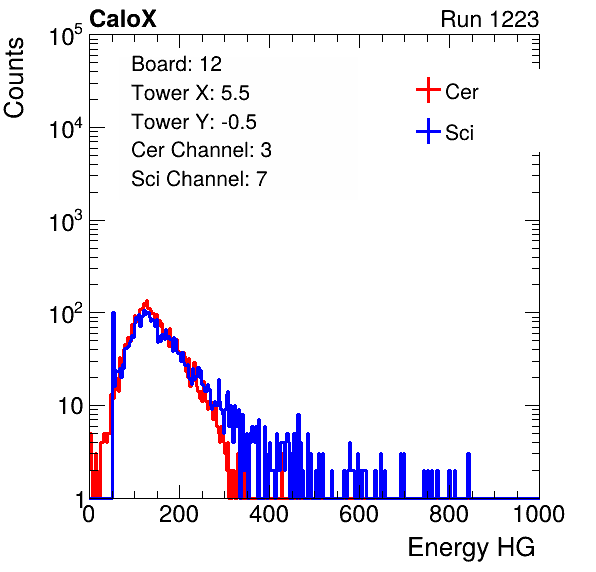 CaloX Run 1223
Counts
Board: 12
Tower X: 5.5
Tower Y: -0.5
Cer Channel: 3
Sci Channel: 7
Cer
Sci
10^5
10^4
10^3
10^2
10
1
0 200 400 600 800 1000
Energy HG